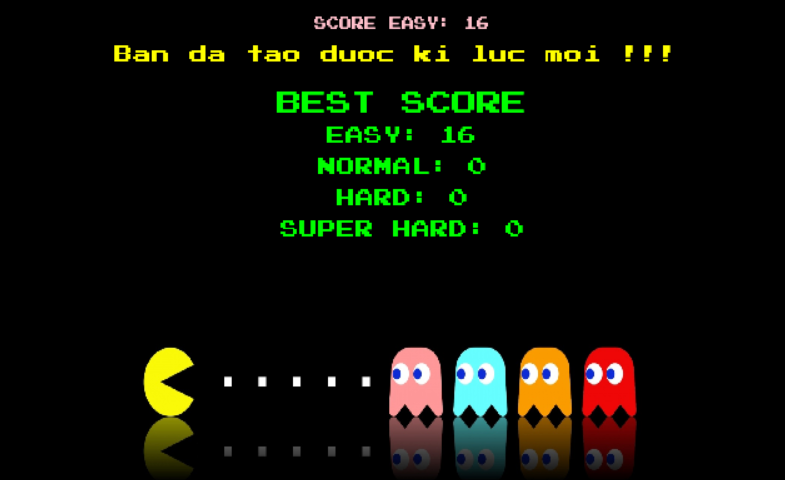 SCORE EASY: 16
Ban da tao duoc ki luc moi !!!
BEST SCORE
EASY: 16
NORMAL: 0
HARD: 0
SUPER HARD: 0